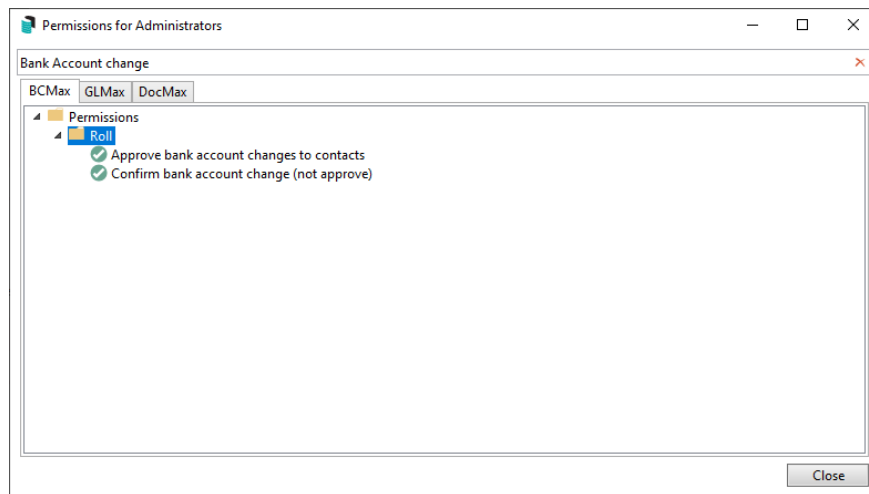 Permissions for Administrators
Bank Account change
BCMax GLMax DocMax
Permissions
Roll
Approve bank account changes to contacts
Confirm bank account change (not approve)
Close